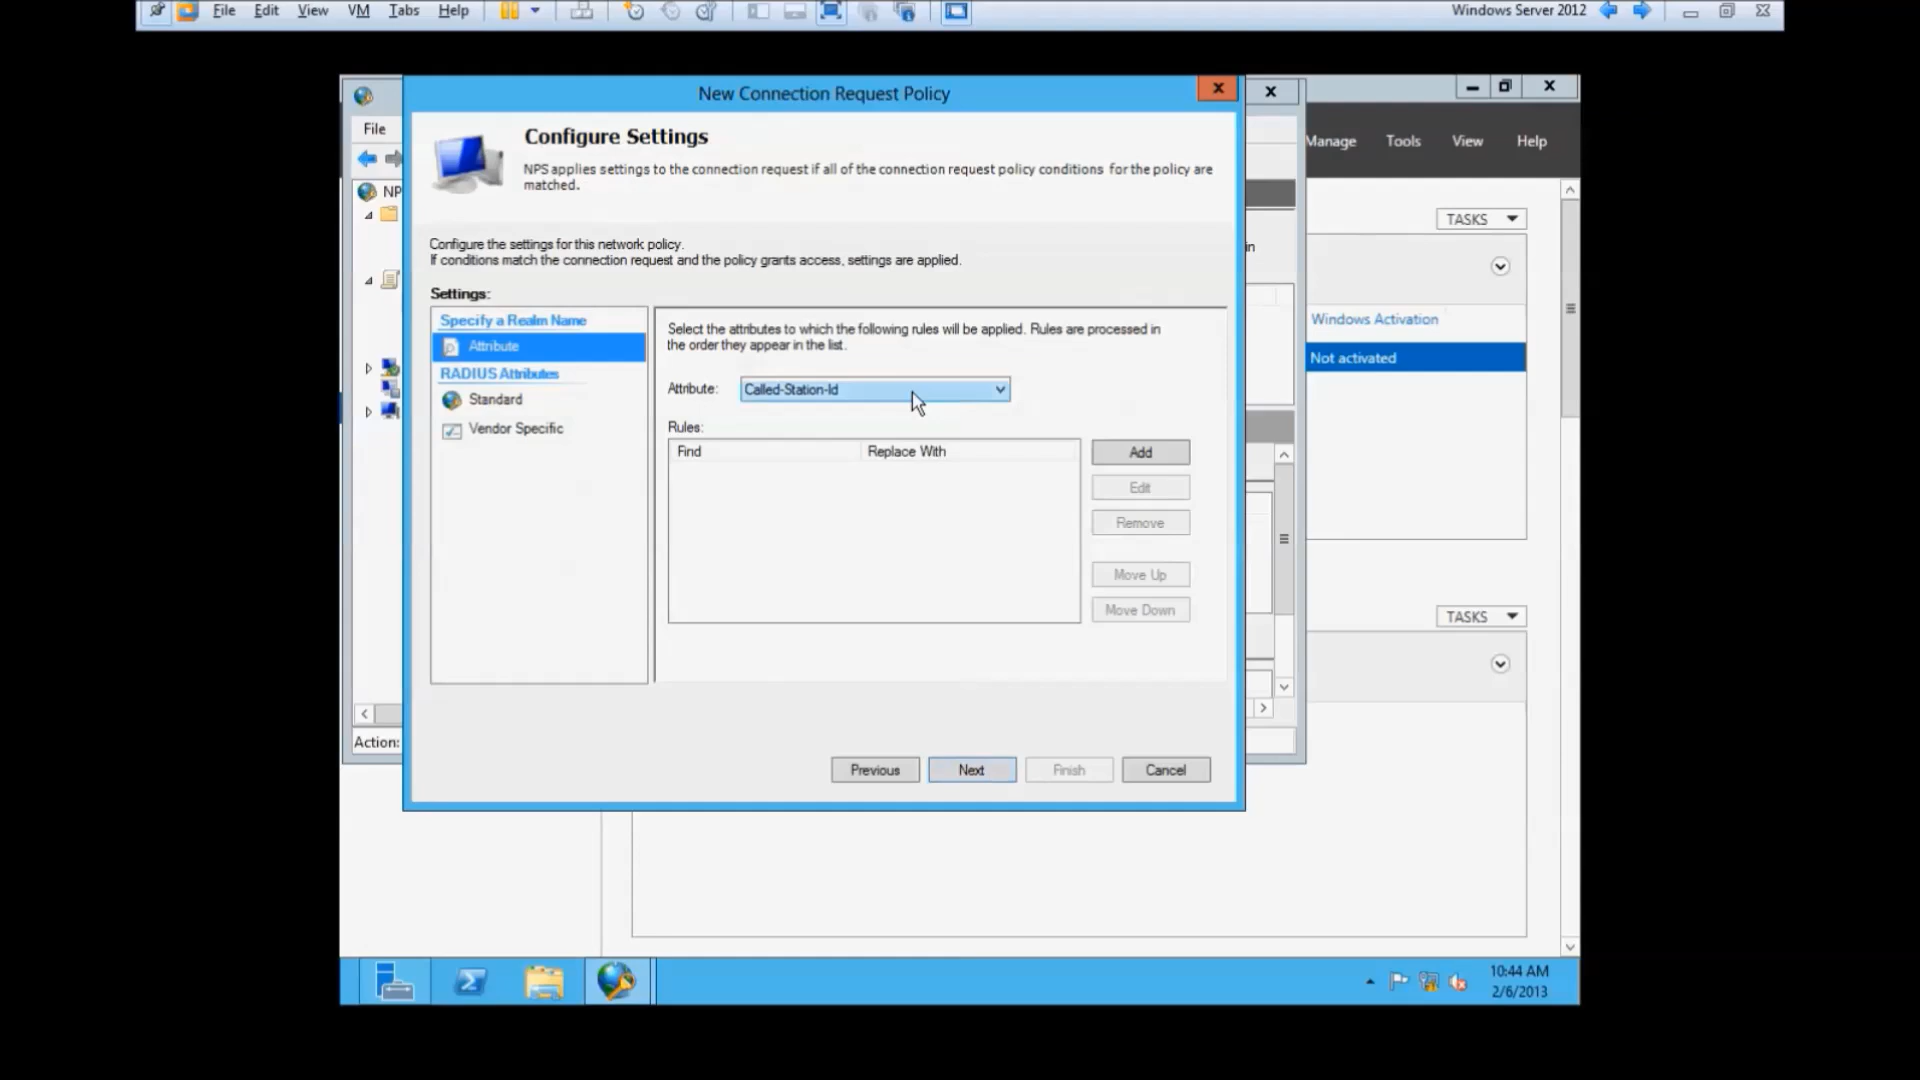 File Edit View VM Tabs Help
Windows Server 2012
New Connection Request Policy
File
Manage Tools View Help
Configure Settings
NPS applies settings to the connection request if all of the connection request policy conditions for the policy are
matched.
NP
TASKS
Configure the settings for this network policy.
If conditions match the connection request and the policy grants access, settings are applied.
in
Settings:
Specify a Realm Name
Attribute
RADIUS Attributes
Standard
Vendor Specific
Select the attributes to which the following rules will be applied. Rules are processed in
the order they appear in the list.
Attribute: Called-Station-Id
Rules:
Find Replace With
Add
Edit
Remove
Move Up
Move Down
Windows Activation
Not activated
TASKS
Action:
Previous Next Finish Cancel
10:44 AM
2/6/2013